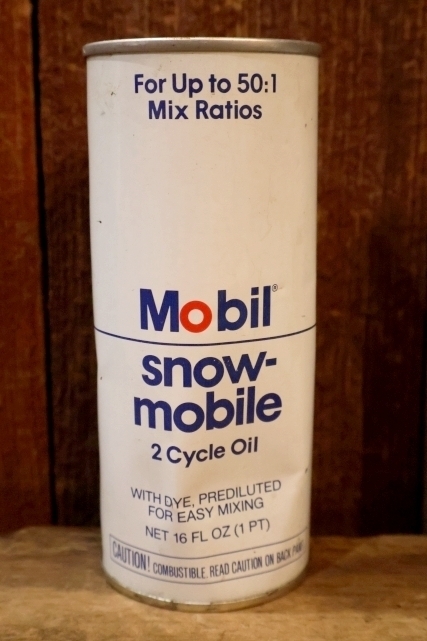 For Up to 50:1
Mix Ratios
Mobil®
snow-
mobile
2 Cycle Oil
WITH DYE, PREDILUTED
FOR EASY MIXING
NET 16 FL OZ (1 PT)
CAUTION! COMBUSTIBLE. READ CAUTION ON BACK